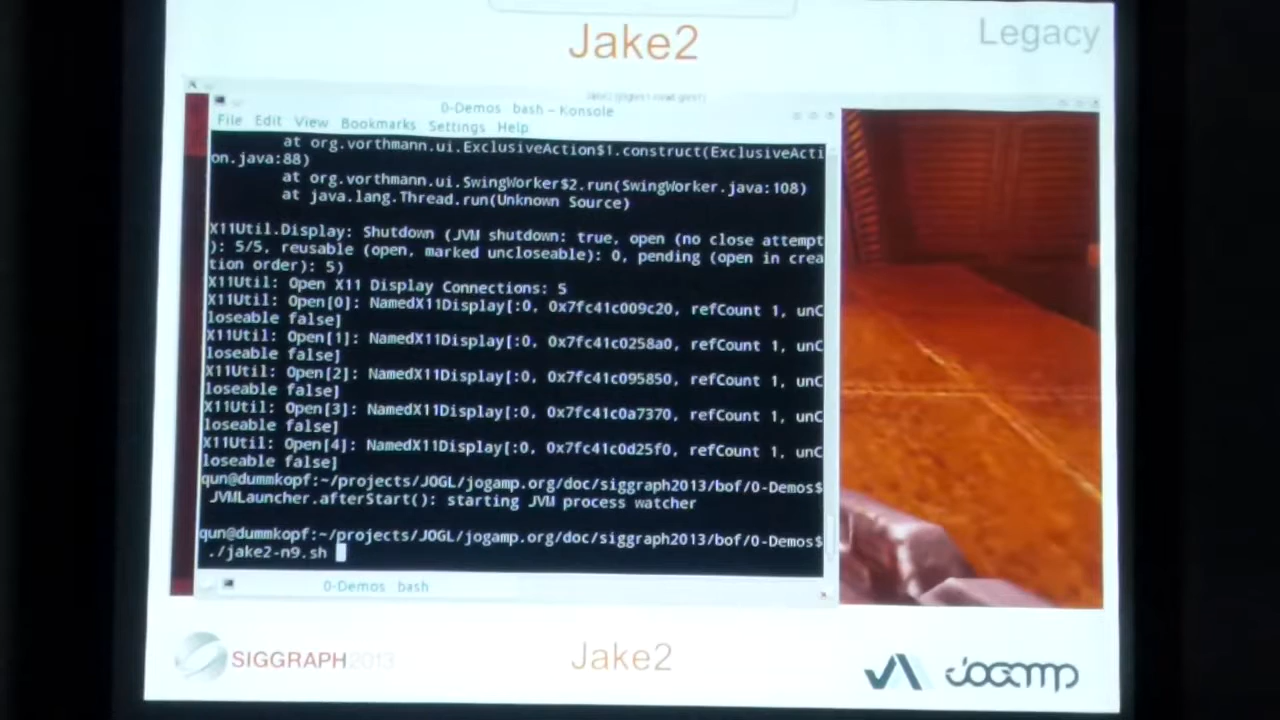 Jake2
Legacy
0-Demos bash – Konsole
File Edit View Bookmarks Settings Help
at org.vorthmann.ui.ExclusiveAction$1.construct(ExclusiveActi
on.java:88)
at org.vorthmann.ui.SwingWorker$2.run(SwingWorker.java:108)
at java.lang.Thread.run(Unknown Source)
X11Util.Display: Shutdown (JVM shutdown: true, open (no close attempt
): 5/5, reusable (open, marked uncloseable): 0, pending (open in crea
tion order): 5)
X11Util: Open X11 Display Connections: 5
X11Util: Open[0]: NamedX11Display[:0, 0x7fc41c009c20, refCount 1, unC
loseable false]
X11Util: Open[1]: NamedX11Display[:0, 0x7fc41c0258a0, refCount 1, unC
loseable false]
X11Util: Open[2]: NamedX11Display[:0, 0x7fc41c095850, refCount 1, unC
loseable false]
X11Util: Open[3]: NamedX11Display[:0, 0x7fc41c0a7370, refCount 1, unC
loseable false]
X11Util: Open[4]: NamedX11Display[:0, 0x7fc41c0d25f0, refCount 1, unC
loseable false]
qun@dummkopf:~/projects/JOGL/jogamp.org/doc/siggraph2013/bof/0-Demos$
JVMLauncher.afterStart(): starting JVM process watcher
qun@dummkopf:~/projects/JOGL/jogamp.org/doc/siggraph2013/bof/0-Demos$
./jake2-n9.sh
0-Demos bash
SIGGRAPH2013
Jake2
jogamp